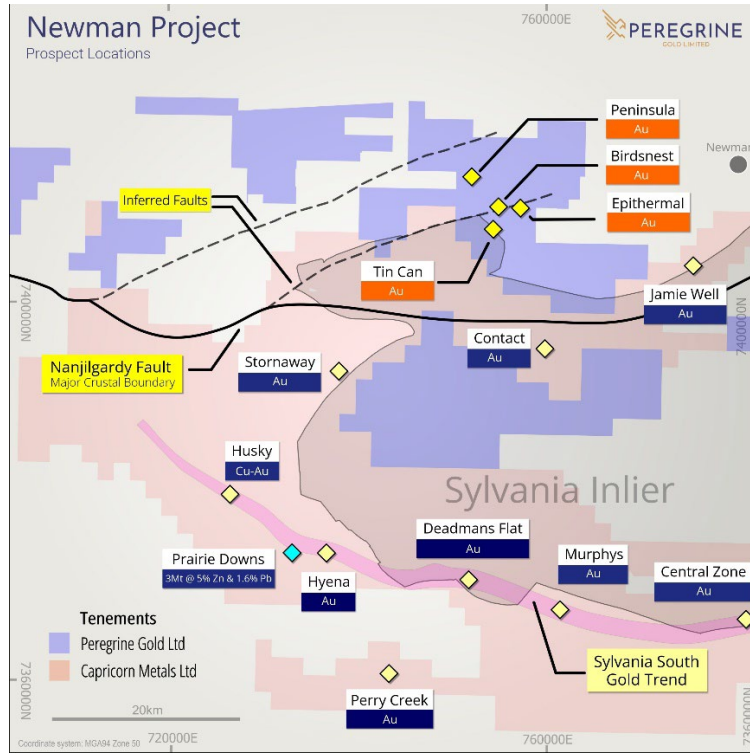 Newman Project
Prospect Locations
760000E
PEREGRINE
GOLD LIMITED
Peninsula
Au
Birdsnest
Au
Newman
Epithermal
Au
Inferred Faults
Tin Can
Au
Jamie Well
Au
7400000N
7400000N
Nanjilgardy Fault
Major Crustal Boundary
Stornaway
Au
Contact
Au
Husky
Cu-Au
Sylvania Inlier
Deadmans Flat
Au
Murphys
Au
Prairie Downs
3Mt @ 5% Zn & 1.6% Pb
Hyena
Au
Central Zone
Au
Tenements
Peregrine Gold Ltd
Capricorn Metals Ltd
Sylvania South
Gold Trend
7360000N
Perry Creek
Au
20km
Coordinate system: MGA94 Zone 50
720000E
760000E